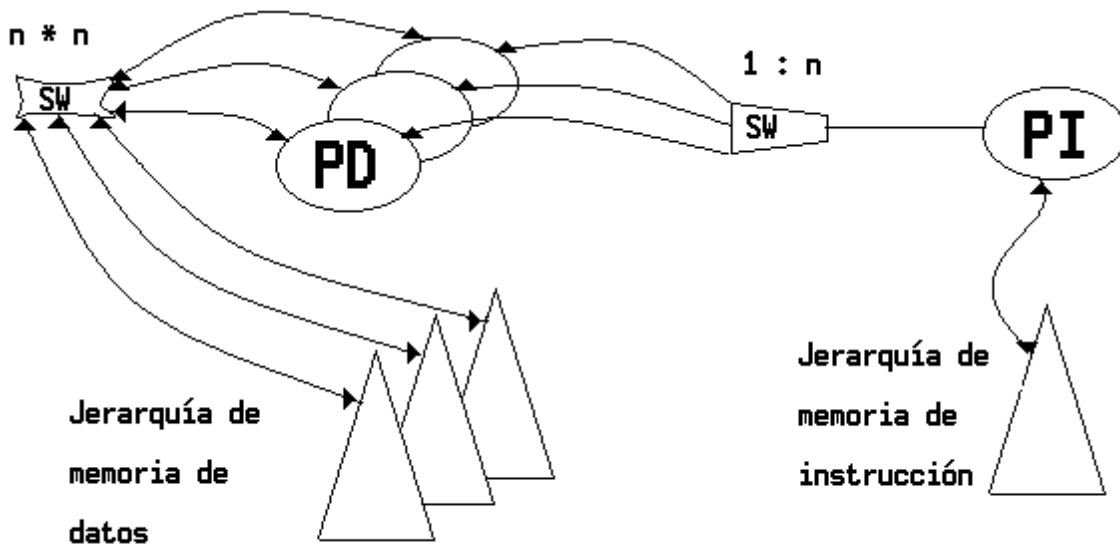 n * n
SW
PD
1 : n
SW
PI
Jerarquía de
memoria de
datos
Jerarquía de
memoria de
instrucción